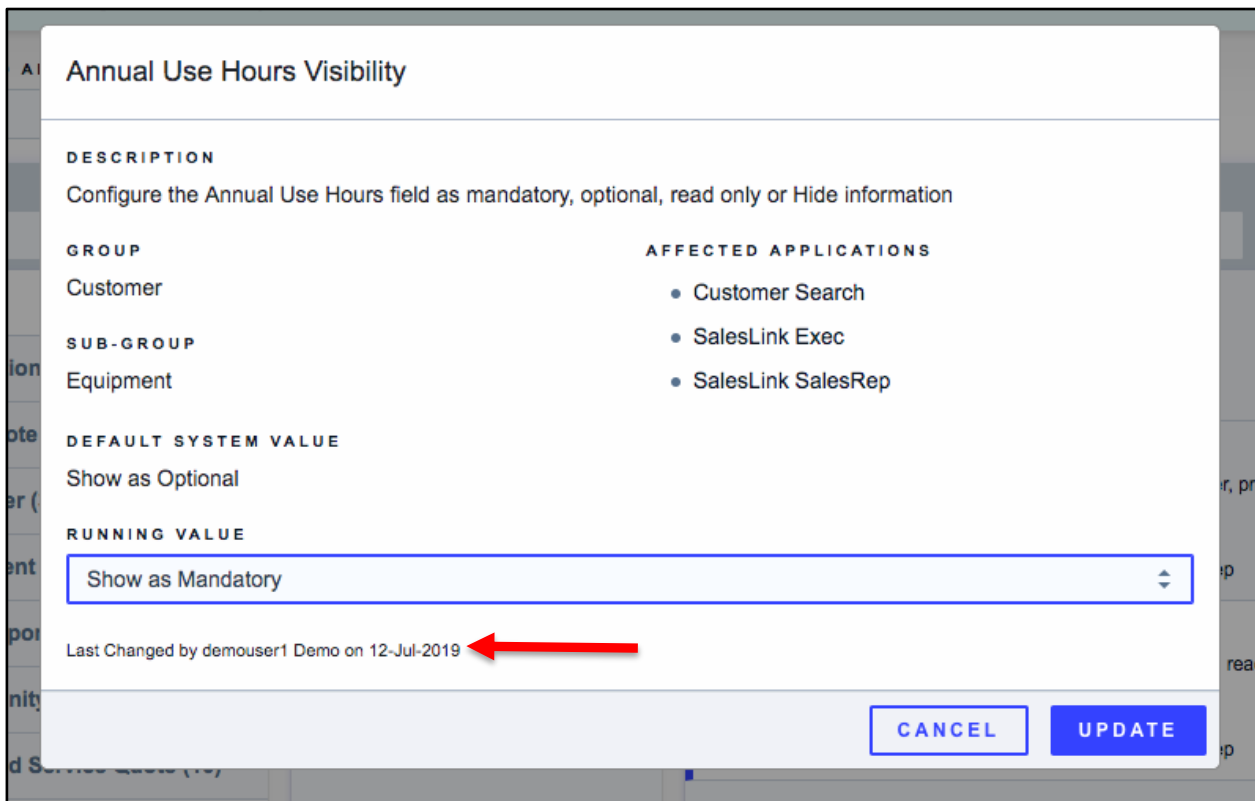 Annual Use Hours Visibility
DESCRIPTION
Configure the Annual Use Hours field as mandatory, optional, read only or Hide information
GROUP
Customer
SUB-GROUP
Equipment
AFFECTED APPLICATIONS
Customer Search
SalesLink Exec
SalesLink SalesRep
DEFAULT SYSTEM VALUE
Show as Optional
RUNNING VALUE
Show as Mandatory
Last Changed by demouser1 Demo on 12-Jul-2019
CANCEL
UPDATE